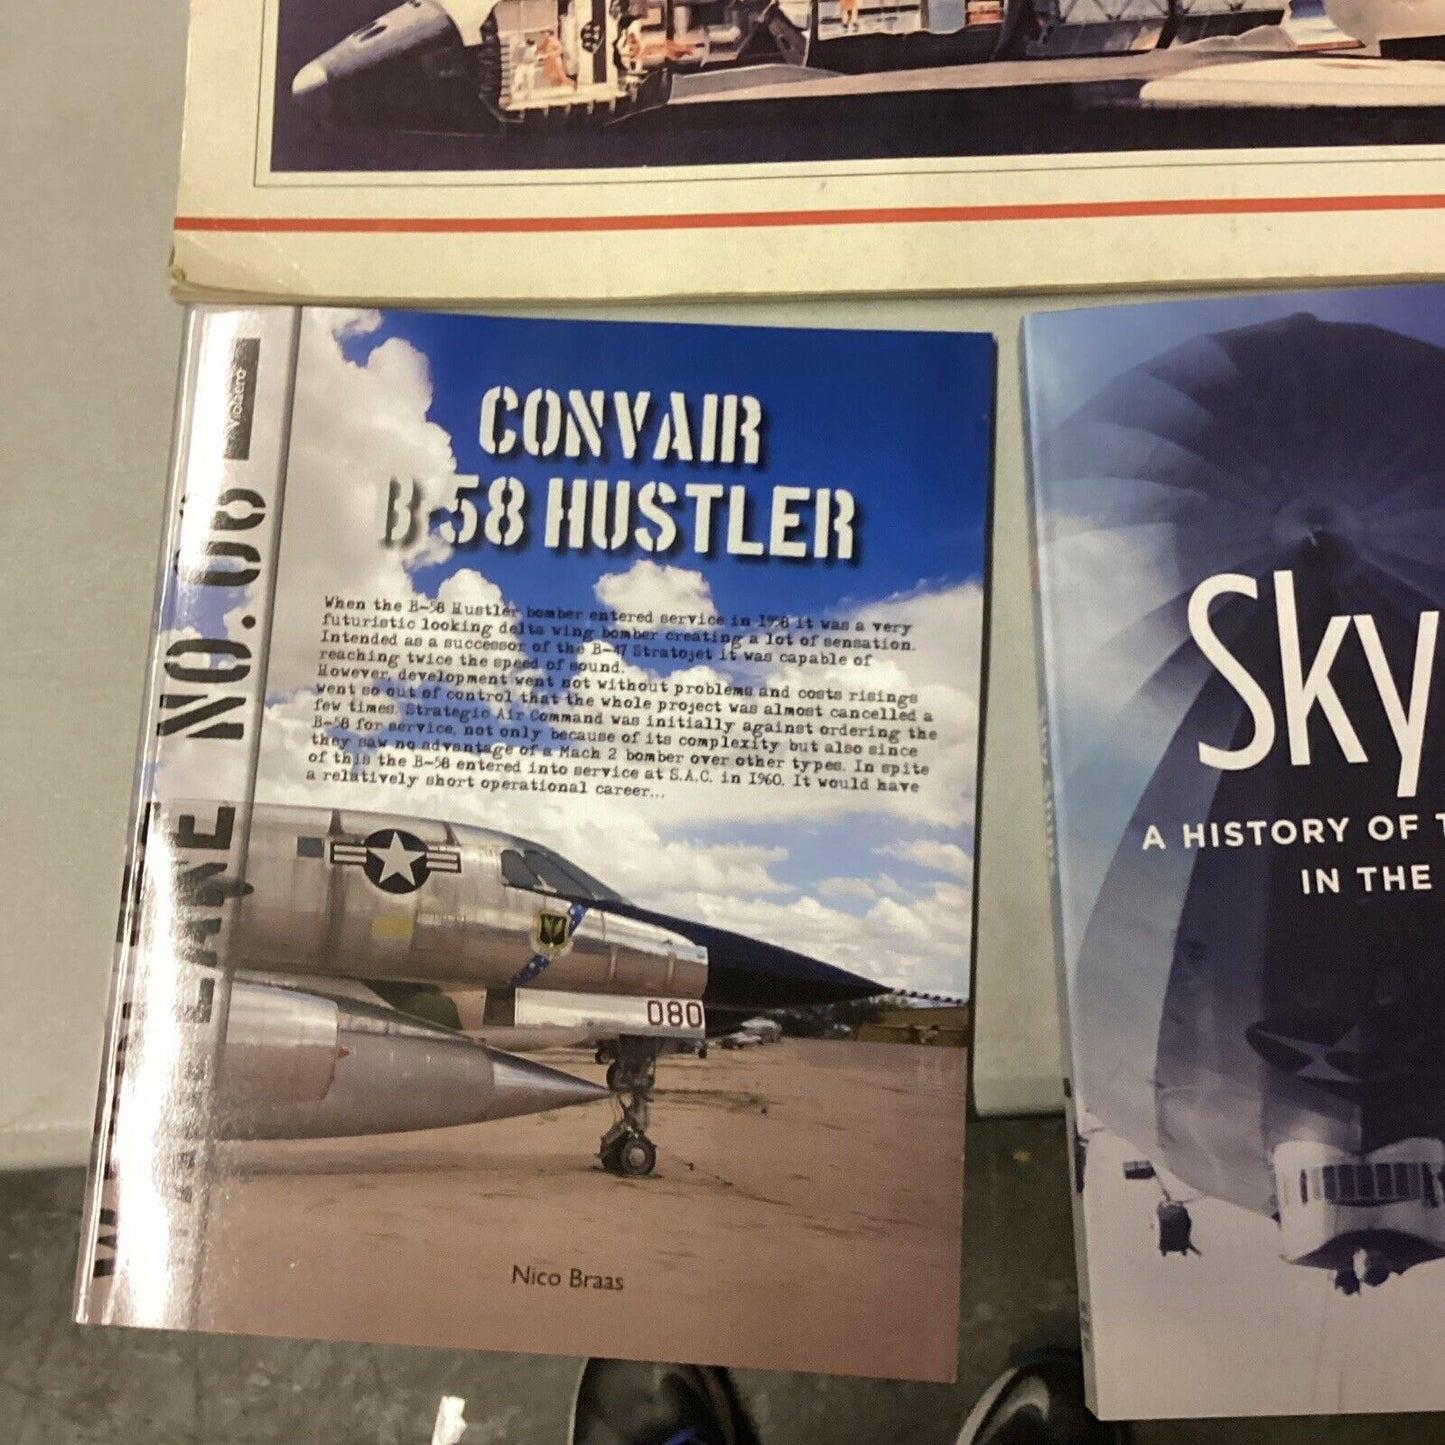 CONVAIR
B-58 HUSTLER
When the B-58 Hustler bomber entered service in 1958 it was a very
futuristic looking delta wing bomber creating a lot of sensation.
Intended as a successor of the B-47 Stratojet it was capable of
reaching twice the speed of sound.
However, development went not without problems and costs risings
went so out of control that the whole project was almost cancelled a
few times. Strategic Air Command was initially against ordering the
B-58 for service, not only because of its complexity but also since
they saw no advantage of a Mach 2 bomber over other types. In spite
of this the B-58 entered into service at S.A.C. in 1960. It would have
a relatively short operational career...
080
Nico Braas
Violaero
NO. 06
Sky
A HISTORY OF
IN THE